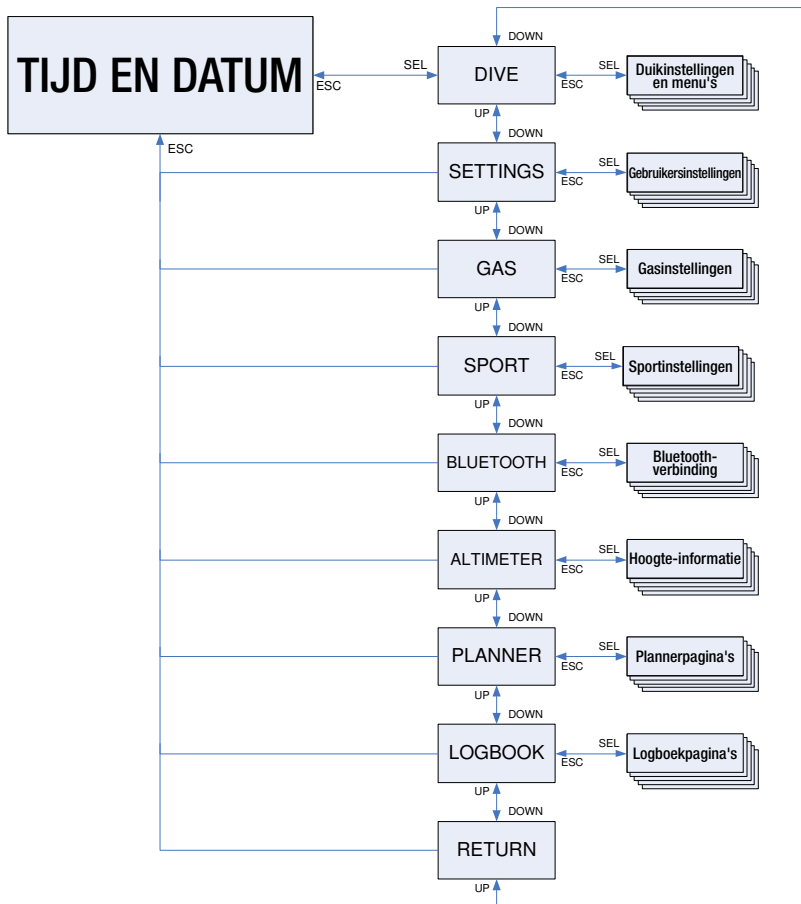 DOWN
TIJD EN DATUM
SEL
ESC
DIVE
SEL
ESC
Duikinstellingen
en menu's
UP
DOWN
ESC
SETTINGS
SEL
ESC
Gebruikersinstellingen
UP
DOWN
GAS
SEL
ESC
Gasinstellingen
UP
DOWN
SPORT
SEL
ESC
Sportinstellingen
UP
DOWN
BLUETOOTH
SEL
ESC
Bluetooth-
verbinding
UP
DOWN
ALTIMETER
SEL
ESC
Hoogte-informatie
UP
DOWN
PLANNER
SEL
ESC
Plannerpagina's
UP
DOWN
LOGBOOK
SEL
ESC
Logboekpagina's
UP
DOWN
RETURN
UP